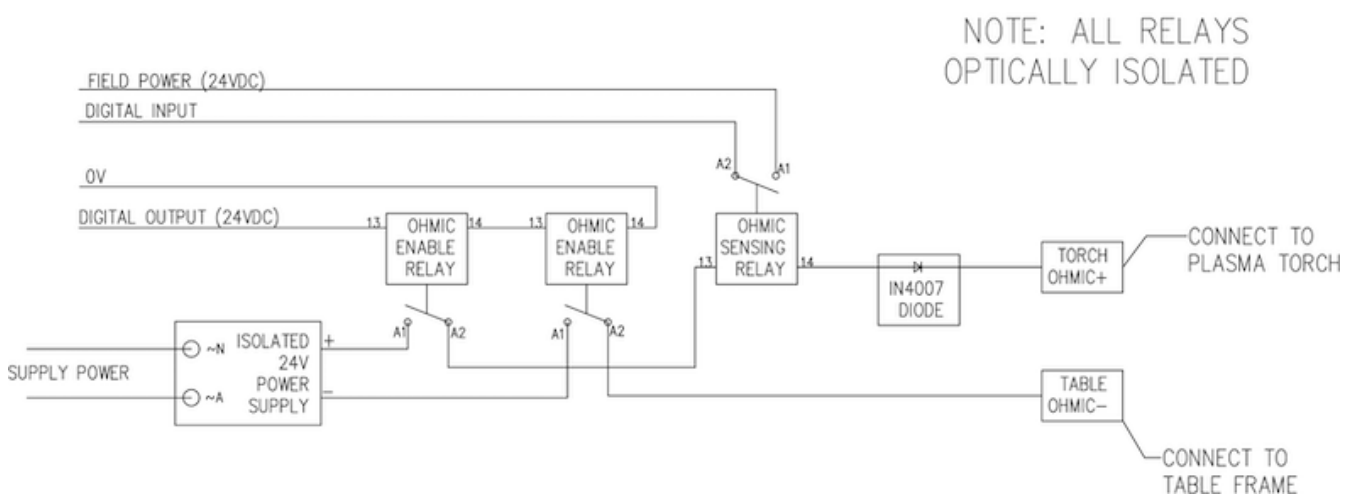 NOTE: ALL RELAYS
OPTICALLY ISOLATED
FIELD POWER (24VDC)
DIGITAL INPUT
A2
A1
0V
DIGITAL OUTPUT (24VDC)
13
OHMIC
ENABLE
RELAY
14
13
OHMIC
ENABLE
RELAY
14
OHMIC
SENSING
RELAY
13
14
IN4007
DIODE
TORCH
OHMIC+
CONNECT TO
PLASMA TORCH
A1
A2
A1
A2
SUPPLY POWER
~N
~A
ISOLATED
24V
POWER
SUPPLY
+
-
TABLE
OHMIC-
CONNECT TO
TABLE FRAME